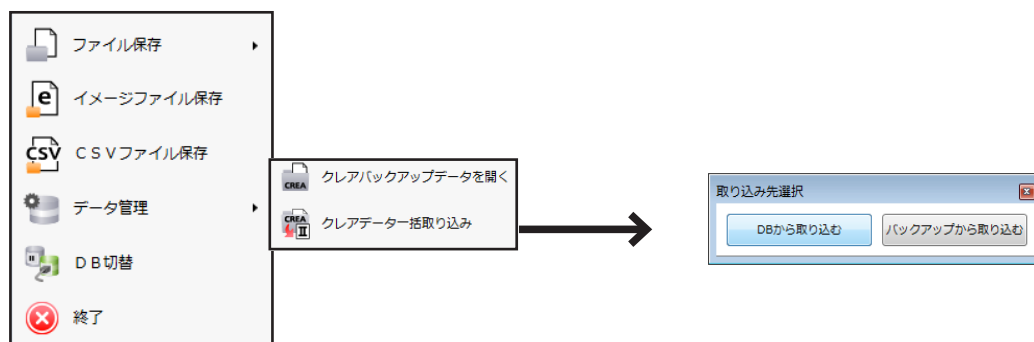 ファイル保存
e
イメージファイル保存
CSV
ＣＳＶファイル保存
データ管理
ＤＢ切替
終了
CREA
クレアバックアップデータを開く
CREA
II
クレアデータ一括取り込み
取り込み先選択
DBから取り込む
バックアップから取り込む